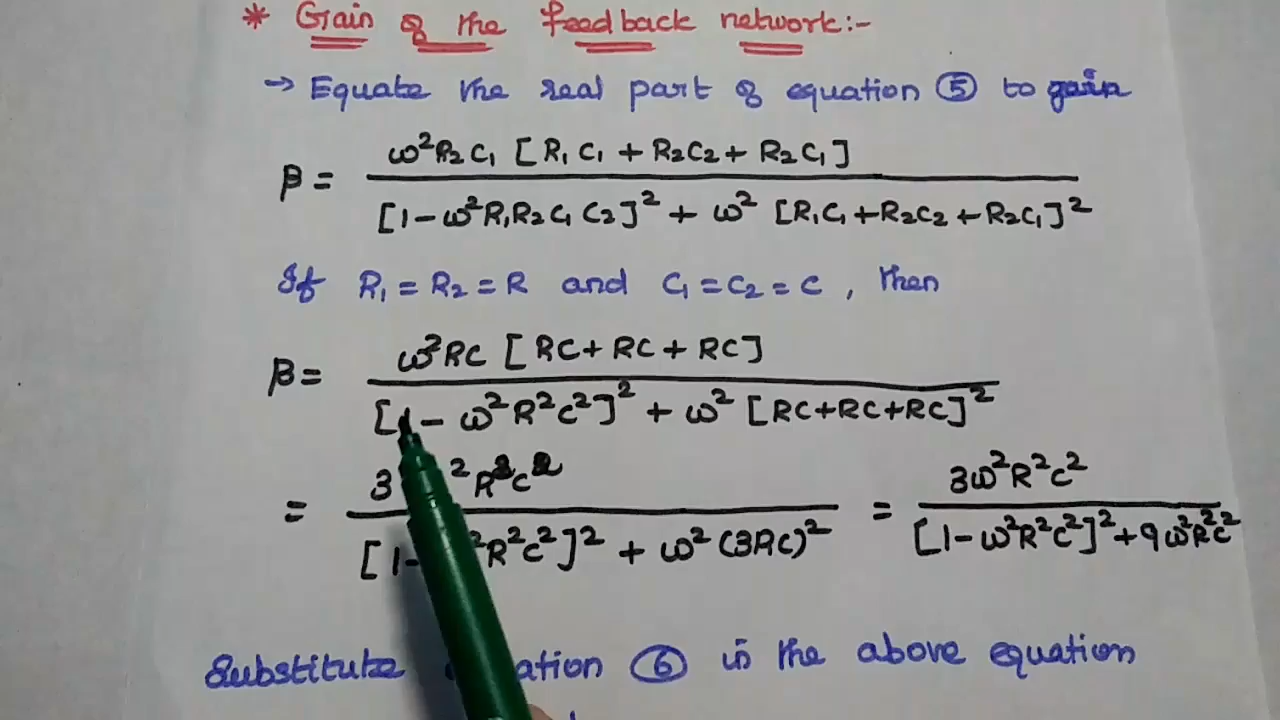 * Gain of the feedback network:-
→ Equate the real part of equation ⑤ to gain
β = ω²R₂C₁ [R₁C₁ + R₂C₂ + R₂C₁] / [1-ω²R₁R₂C₁C₂]² + ω² [R₁C₁+R₂C₂+R₂C₁]²
If R₁ = R₂ = R and C₁ = C₂ = C, then
β = ω²RC [RC + RC + RC] / [1 - ω²R²C²]² + ω² [RC+RC+RC]²
= 3 ²R²C² / [1- ²R²C²]² + ω² (3RC)² = 3ω²R²C² / [1-ω²R²C²]² + 9ω²R²C²
Substitute ation ⑥ in the above equation